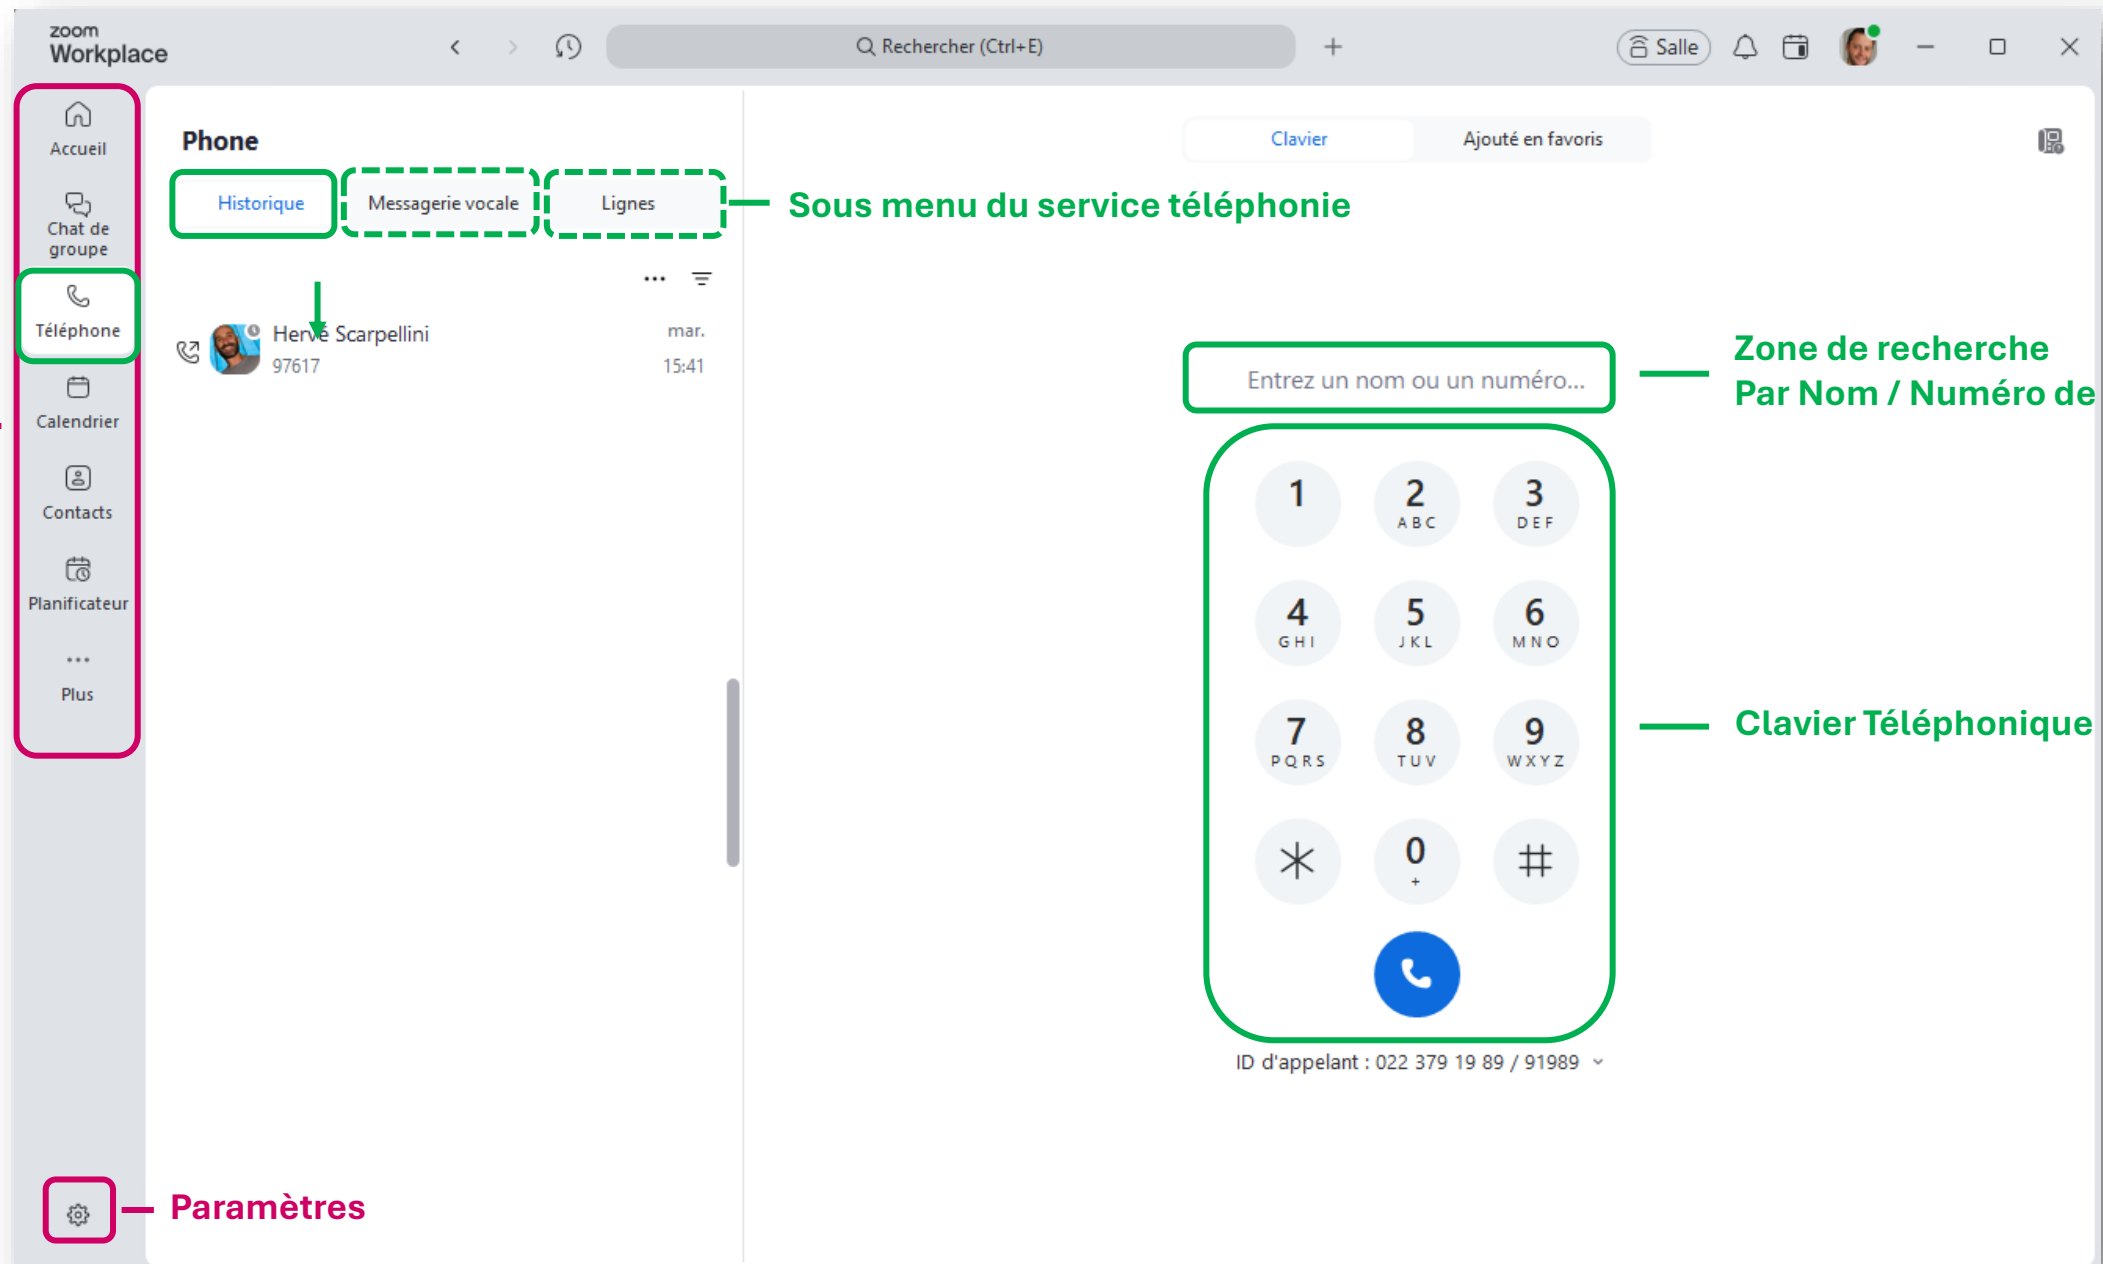 zoom
Workplace
Rechercher (Ctrl+E)
Salle
Accueil
Chat de
groupe
Téléphone
Calendrier
Contacts
Planificateur
Plus
Phone
Historique
Messagerie vocale
Lignes
Sous menu du service téléphonie
Hervé Scarpellini
mar.
97617
15:41
Clavier
Ajouté en favoris
Entrez un nom ou un numéro...
Zone de recherche
Par Nom / Numéro de
1
2
ABC
3
DEF
4
GHI
5
JKL
6
MNO
7
PQRS
8
TUV
9
WXYZ
*
0
+
#
Clavier Téléphonique
ID d'appelant : 022 379 19 89 / 91989
Paramètres